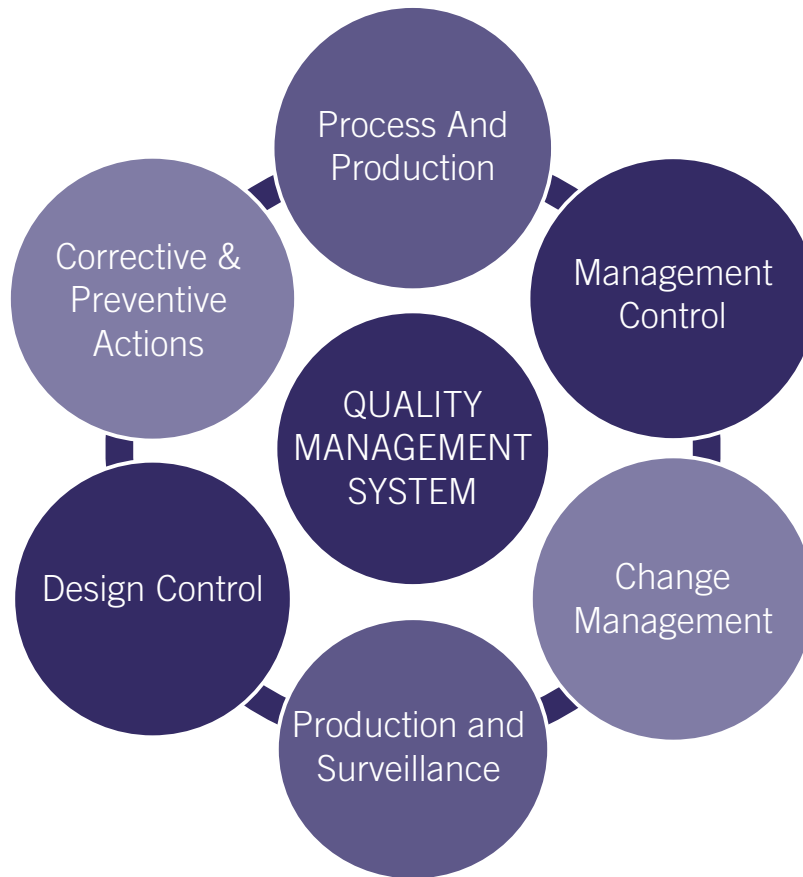 Process And
Production
Corrective &
Preventive
Actions
Management
Control
QUALITY
MANAGEMENT
SYSTEM
Design Control
Change
Management
Production and
Surveillance